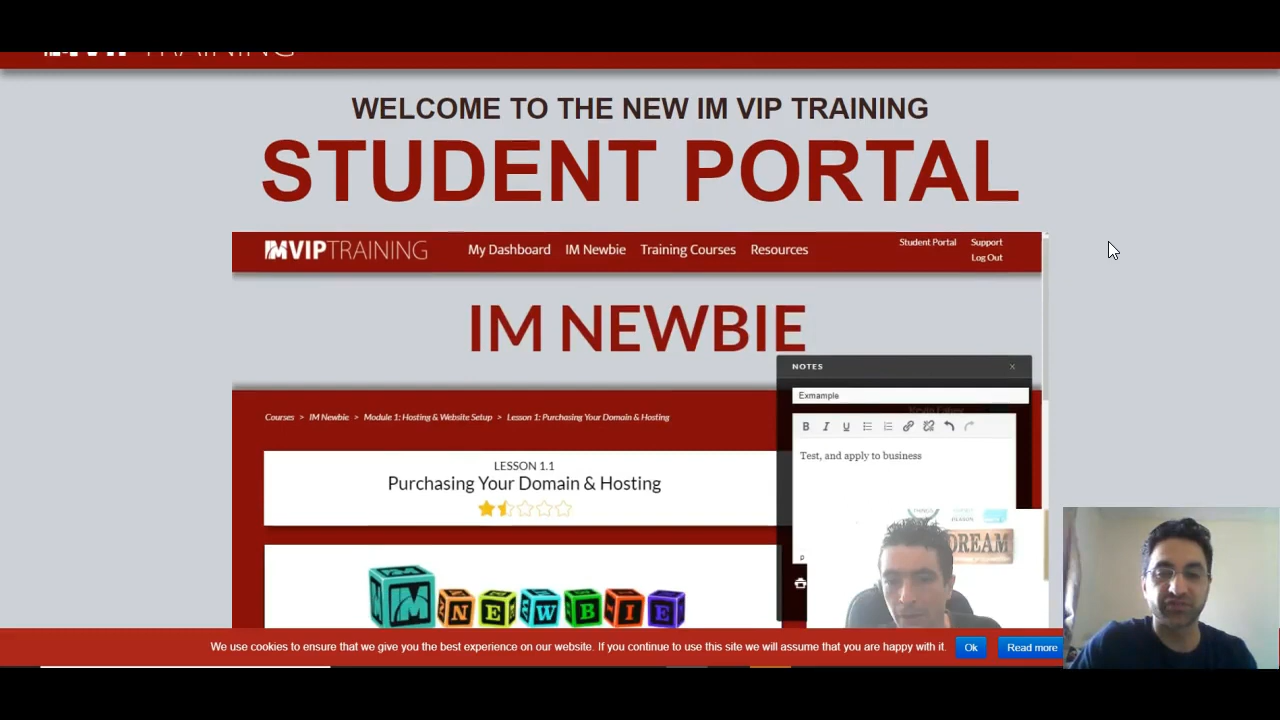 WELCOME TO THE NEW IM VIP TRAINING
STUDENT PORTAL
IMVIPTRAINING My Dashboard IM Newbie Training Courses Resources Student Portal Support
Log Out
IM NEWBIE
NOTES
Exmample
Courses > IM Newbie > Module 1: Hosting & Website Setup > Lesson 1: Purchasing Your Domain & Hosting
B I U
LESSON 1.1
Test, and apply to business
Purchasing Your Domain & Hosting
DREAM
p
IM NEWBIE
We use cookies to ensure that we give you the best experience on our website. If you continue to use this site we will assume that you are happy with it. Ok Read more